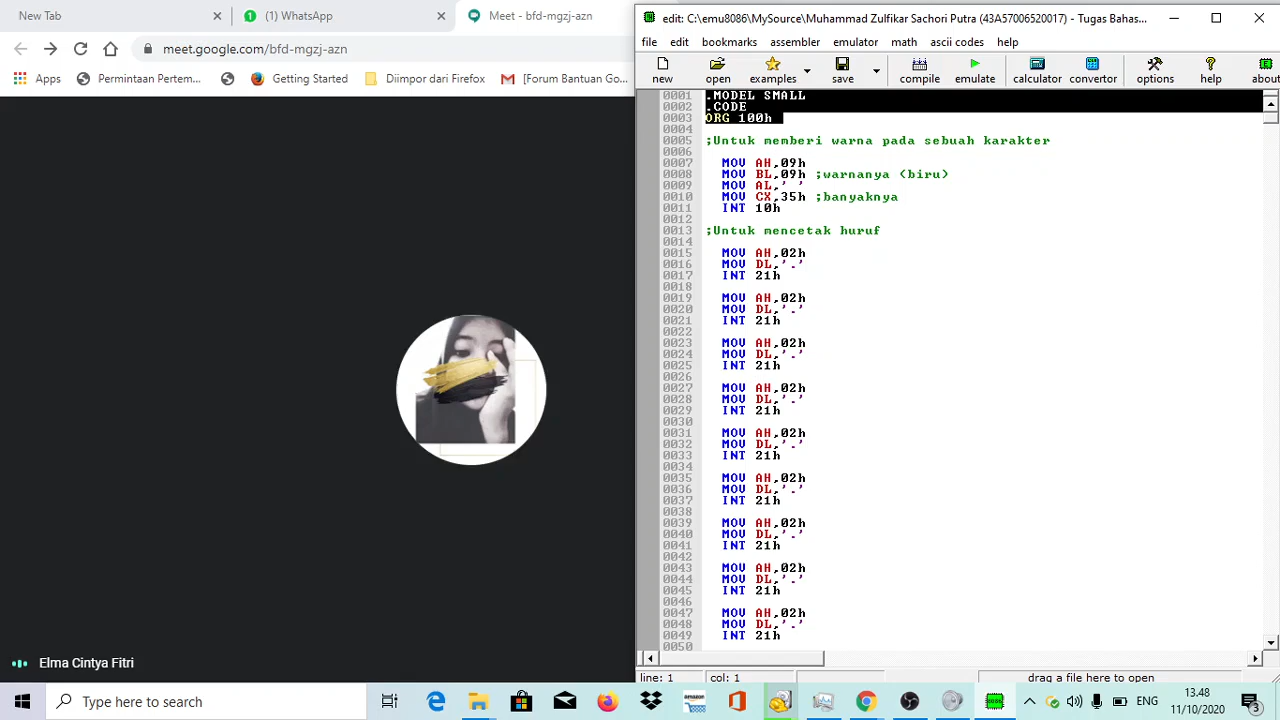 New Tab
(1) WhatsApp
Meet - bfd-mgzj-azn
edit: C:\emu8086\MySource\Muhammad Zulfikar Sachori Putra (43A57006520017) - Tugas Bahas...
meet.google.com/bfd-mgzj-azn
file edit bookmarks assembler emulator math ascii codes help
Apps
Permintaan Pertem...
Getting Started
Diimpor dari Firefox
[Forum Bantuan Go...
new open examples save compile emulate calculator convertor options help about
0001 .MODEL SMALL
0002 .CODE
0003 ORG 100h
0004
0005 ;Untuk memberi warna pada sebuah karakter
0006
0007 MOV AH,09h
0008 MOV BL,09h ;warnanya (biru)
0009 MOV AL,' '
0010 MOV CX,35h ;banyaknya
0011 INT 10h
0012
0013 ;Untuk mencetak huruf
0014
0015 MOV AH,02h
0016 MOV DL,'.'
0017 INT 21h
0018
0019 MOV AH,02h
0020 MOV DL,'.'
0021 INT 21h
0022
0023 MOV AH,02h
0024 MOV DL,'.'
0025 INT 21h
0026
0027 MOV AH,02h
0028 MOV DL,'.'
0029 INT 21h
0030
0031 MOV AH,02h
0032 MOV DL,'.'
0033 INT 21h
0034
0035 MOV AH,02h
0036 MOV DL,'.'
0037 INT 21h
0038
0039 MOV AH,02h
0040 MOV DL,'.'
0041 INT 21h
0042
0043 MOV AH,02h
0044 MOV DL,'.'
0045 INT 21h
0046
0047 MOV AH,02h
0048 MOV DL,'.'
0049 INT 21h
0050
Elma Cintya Fitri
line: 1 col: 1 drag a file here to open
Type here to search
amazon
ENG
13.48
11/10/2020
3